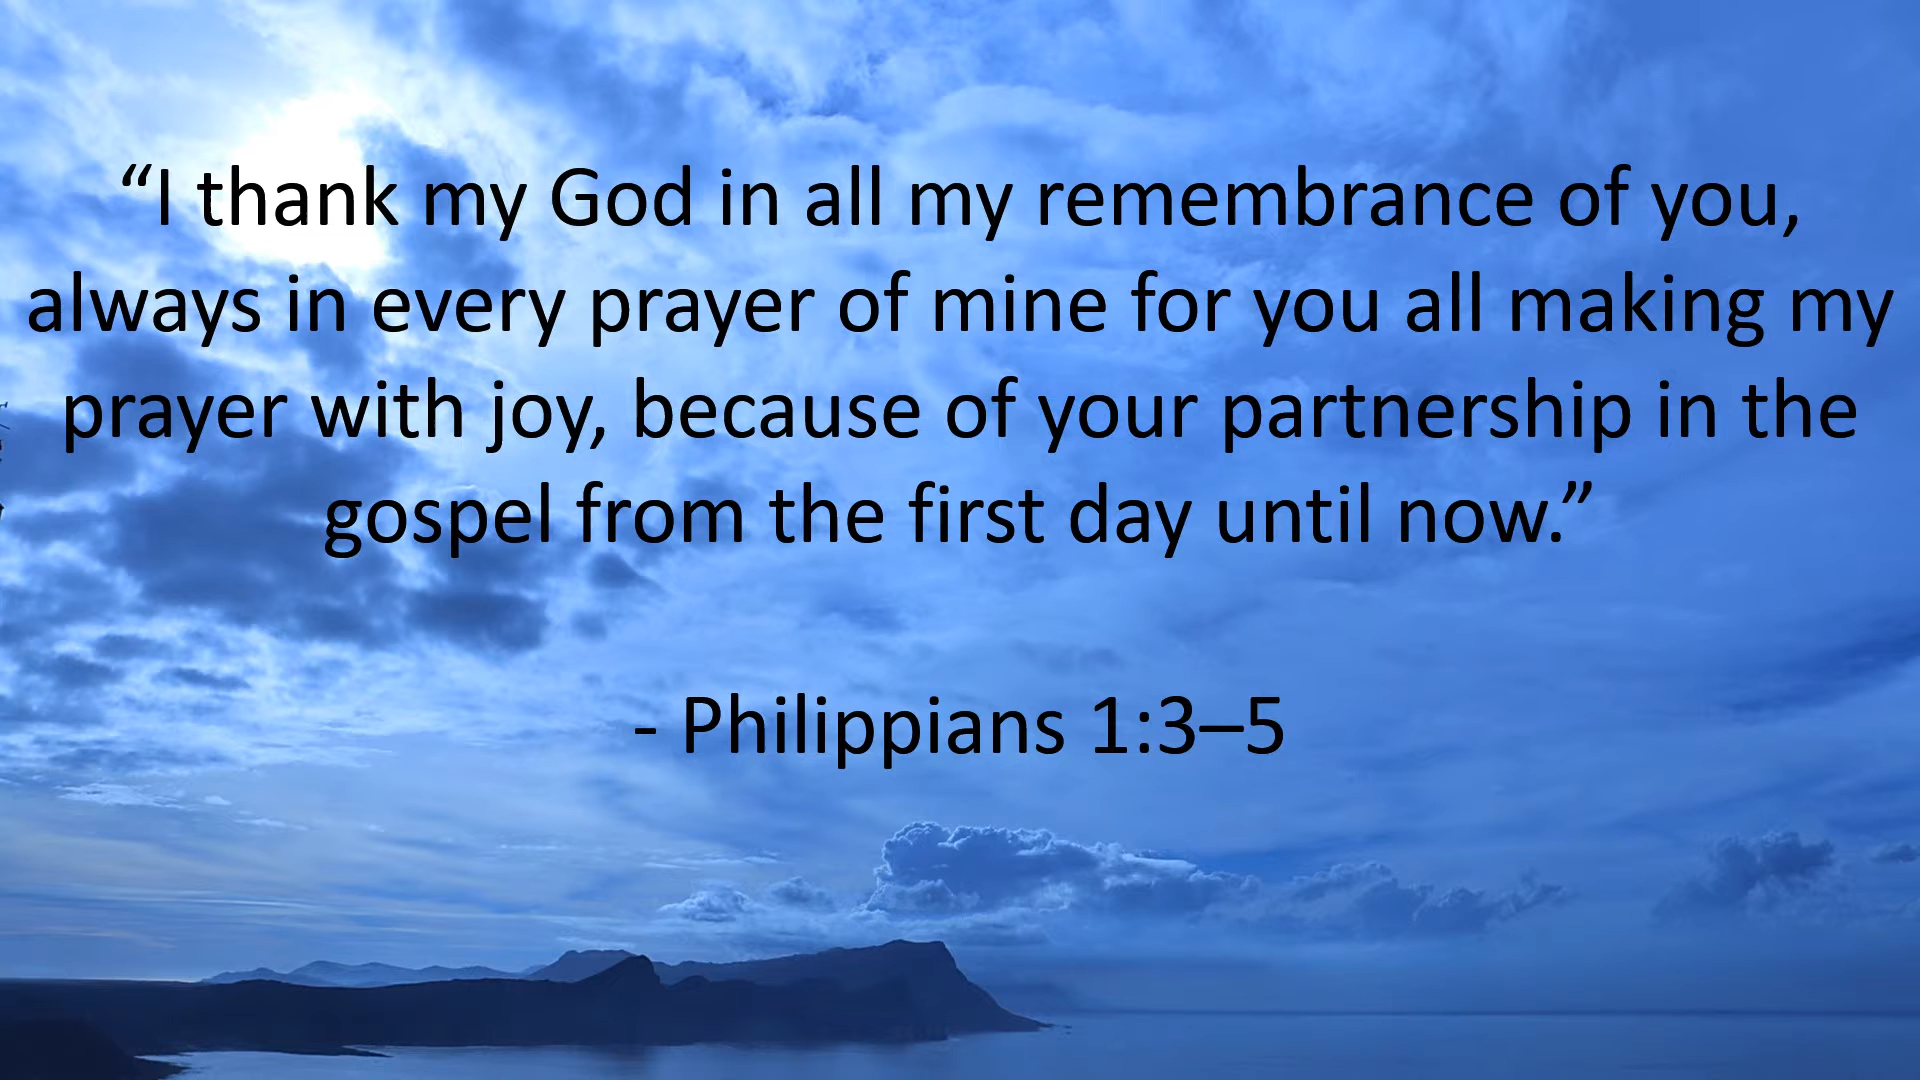 “I thank my God in all my remembrance of you,
always in every prayer of mine for you all making my
prayer with joy, because of your partnership in the
gospel from the first day until now.”
- Philippians 1:3–5